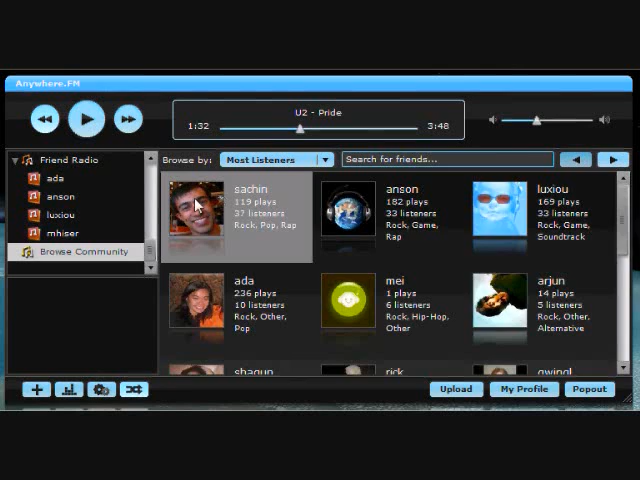 Anywhere.FM
U2 - Pride
1:32
3:48
Friend Radio
ada
anson
luxiou
mhiser
Browse Community
Browse by:
Most Listeners
Search for friends...
sachin
119 plays
37 listeners
Rock, Pop, Rap
anson
182 plays
33 listeners
Rock, Game,
Rap
luxiou
169 plays
33 listeners
Rock, Game,
Soundtrack
ada
236 plays
10 listeners
Rock, Other,
Pop
mei
1 plays
6 listeners
Rock, Hip-Hop,
Other
arjun
14 plays
5 listeners
Rock, Other,
Alternative
shagun
rick
Upload
My Profile
Popout